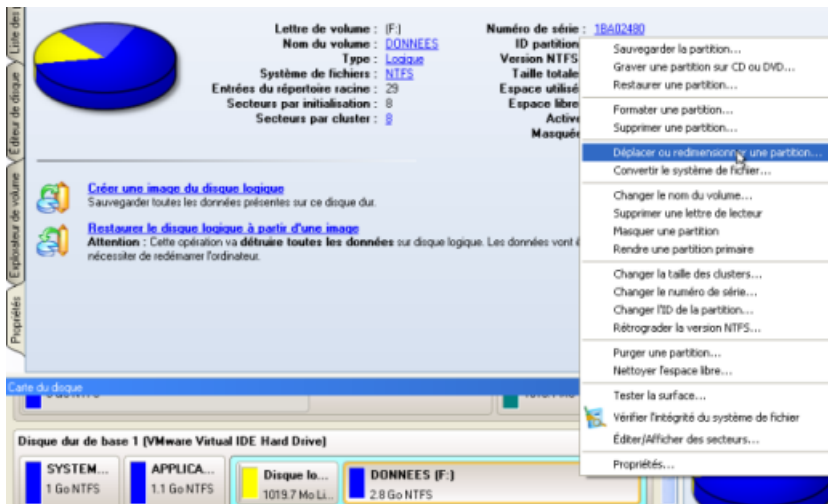 Liste des
Éditeur de disque
Explorateur de volume
Propriétés
Lettre de volume : (F:)
Nom du volume : DONNEES
Type : Logique
Système de fichiers : NTFS
Entrées du répertoire racine : 29
Secteurs par initialisation : 8
Secteurs par cluster : 8
Numéro de série : 1BA02480
ID partition
Version NTFS
Taille totale
Espace utilisé
Espace libre
Active
Masquée
Créer une image du disque logique
Sauvegarder toutes les données présentes sur ce disque dur.
Restaurer le disque logique à partir d'une image
Attention : Cette opération va détruire toutes les données sur disque logique. Les données vont
nécessiter de redémarrer l'ordinateur.
Sauvegarder la partition...
Graver une partition sur CD ou DVD...
Restaurer une partition...
Formater une partition...
Supprimer une partition...
Déplacer ou redimensionner une partition...
Convertir le système de fichier...
Changer le nom du volume...
Supprimer une lettre de lecteur
Masquer une partition
Rendre une partition primaire
Changer la taille des clusters...
Changer le numéro de série...
Changer l'ID de la partition...
Rétrograder la version NTFS...
Purger une partition...
Nettoyer l'espace libre...
Tester la surface...
Vérifier l'intégrité du système de fichier
Éditer/Afficher des secteurs...
Propriétés...
Carte du disque
Disque dur de base 1 (VMware Virtual IDE Hard Drive)
SYSTEM...
1 Go NTFS
APPLICA...
1.1 Go NTFS
Disque lo...
1019.7 Mo Li...
DONNEES (F:)
2.8 Go NTFS